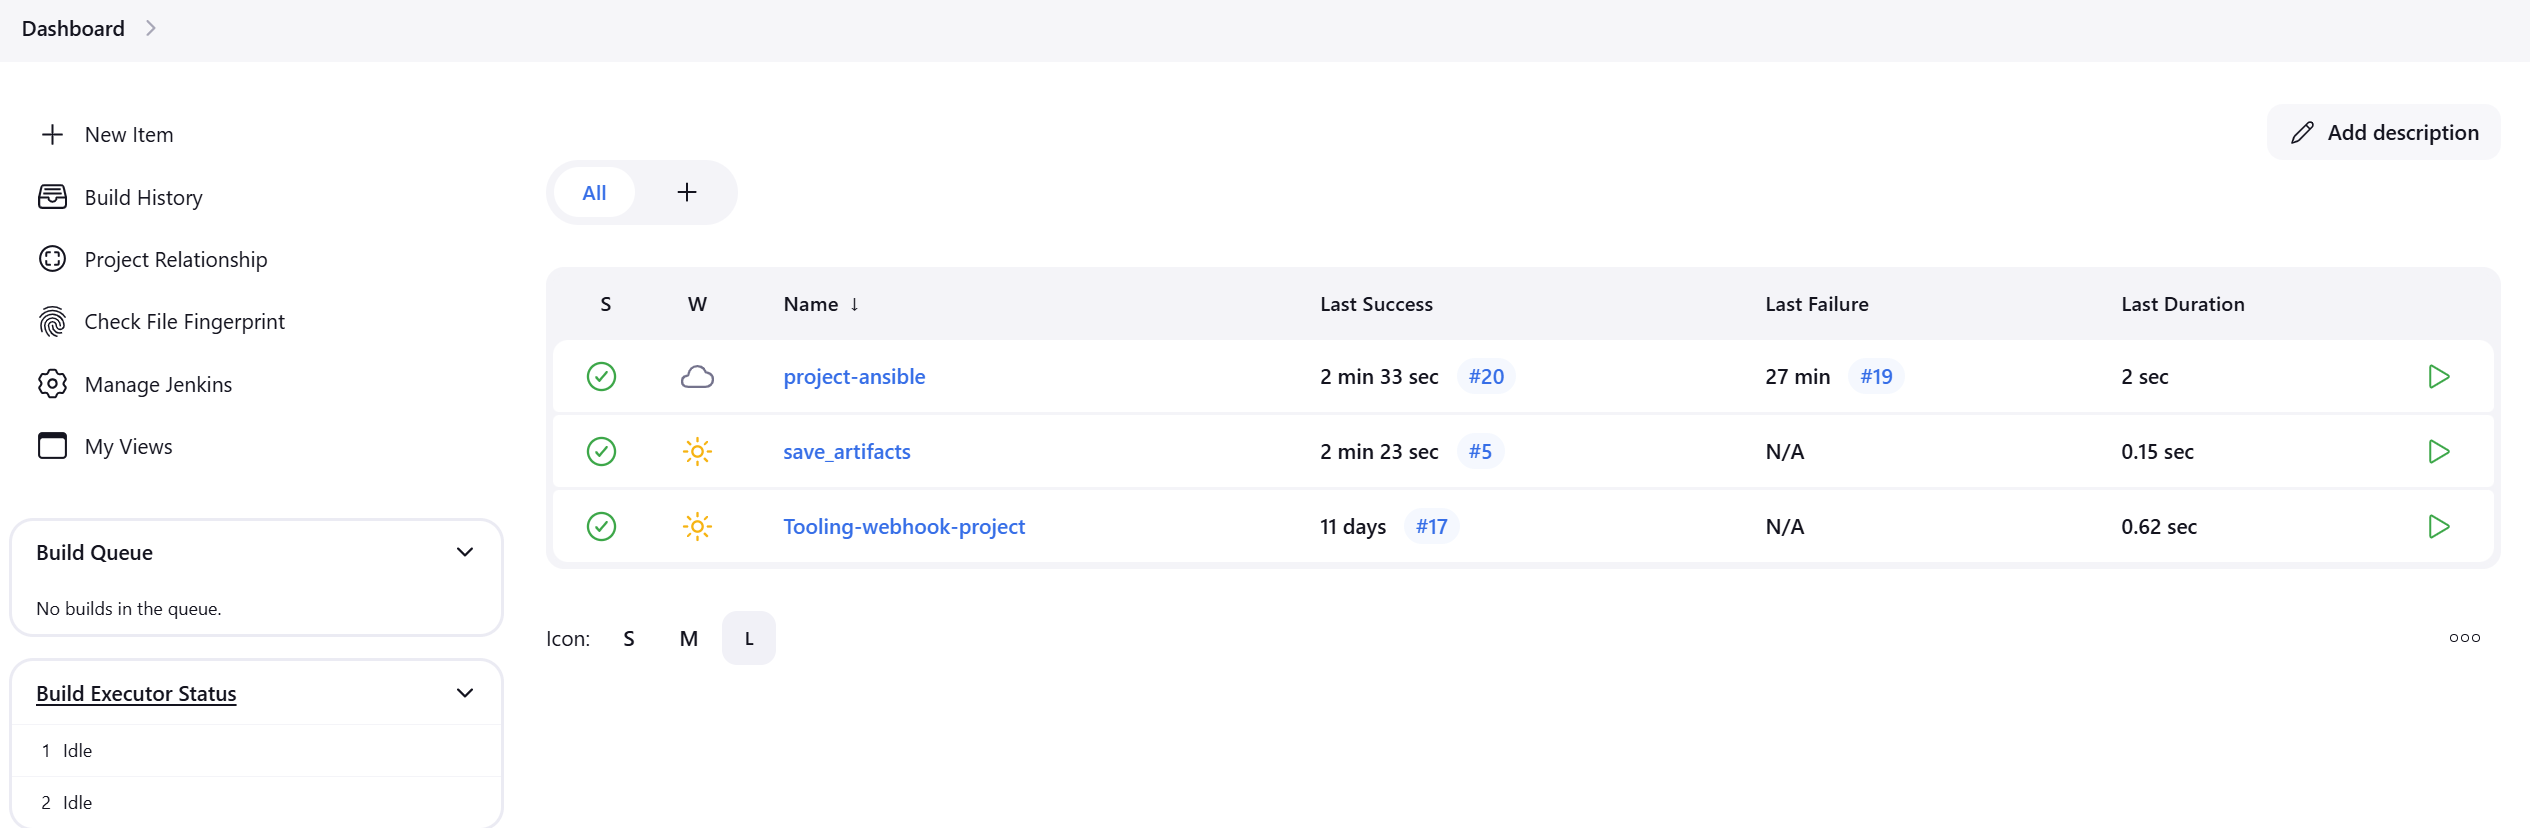 Dashboard
New Item
Build History
Project Relationship
Check File Fingerprint
Manage Jenkins
My Views
Build Queue
No builds in the queue.
Build Executor Status
1 Idle
2 Idle
Add description
All
S W Name ↓ Last Success Last Failure Last Duration
project-ansible 2 min 33 sec #20 27 min #19 2 sec
save_artifacts 2 min 23 sec #5 N/A 0.15 sec
Tooling-webhook-project 11 days #17 N/A 0.62 sec
Icon: S M L